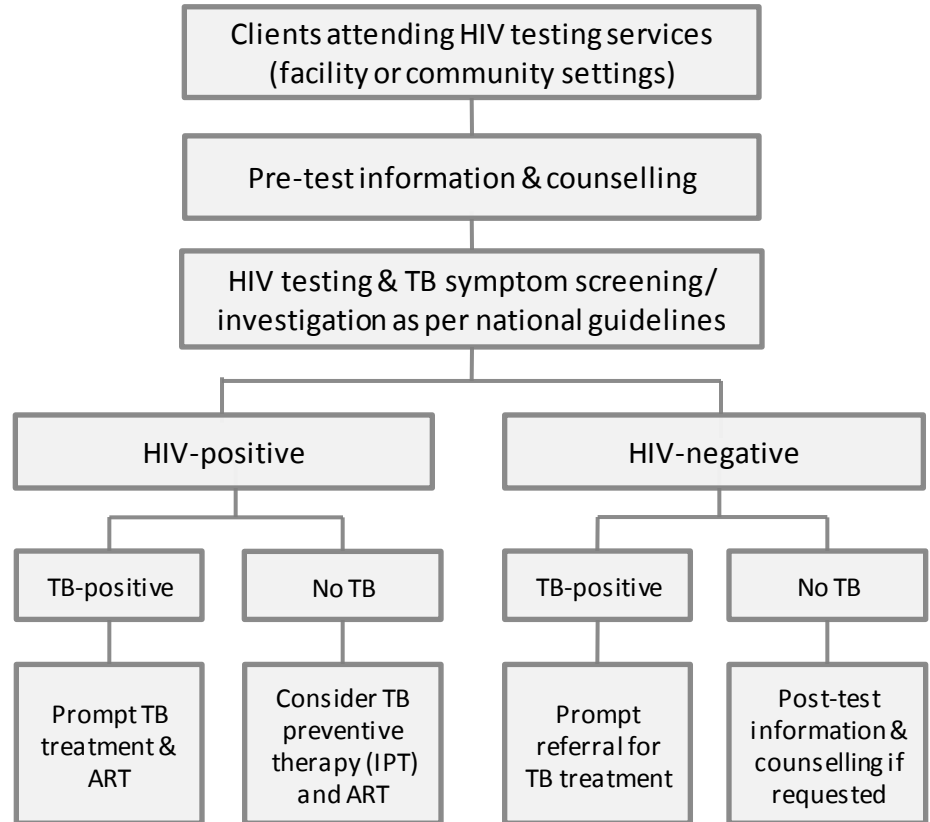 Clients attending HIV testing services
(facility or community settings)
Pre-test information & counselling
HIV testing & TB symptom screening/
investigation as per national guidelines
HIV-positive
HIV-negative
TB-positive
No TB
TB-positive
No TB
Prompt TB
treatment &
ART
Consider TB
preventive
therapy (IPT)
and ART
Prompt
referral for
TB treatment
Post-test
information &
counselling if
requested